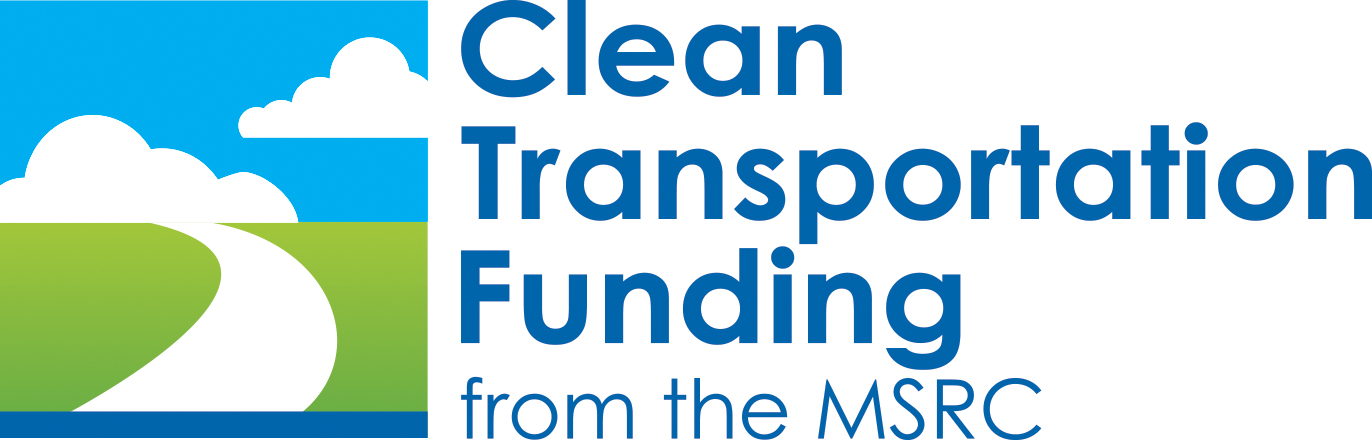 Clean
Transportation
Funding
from the MSRC